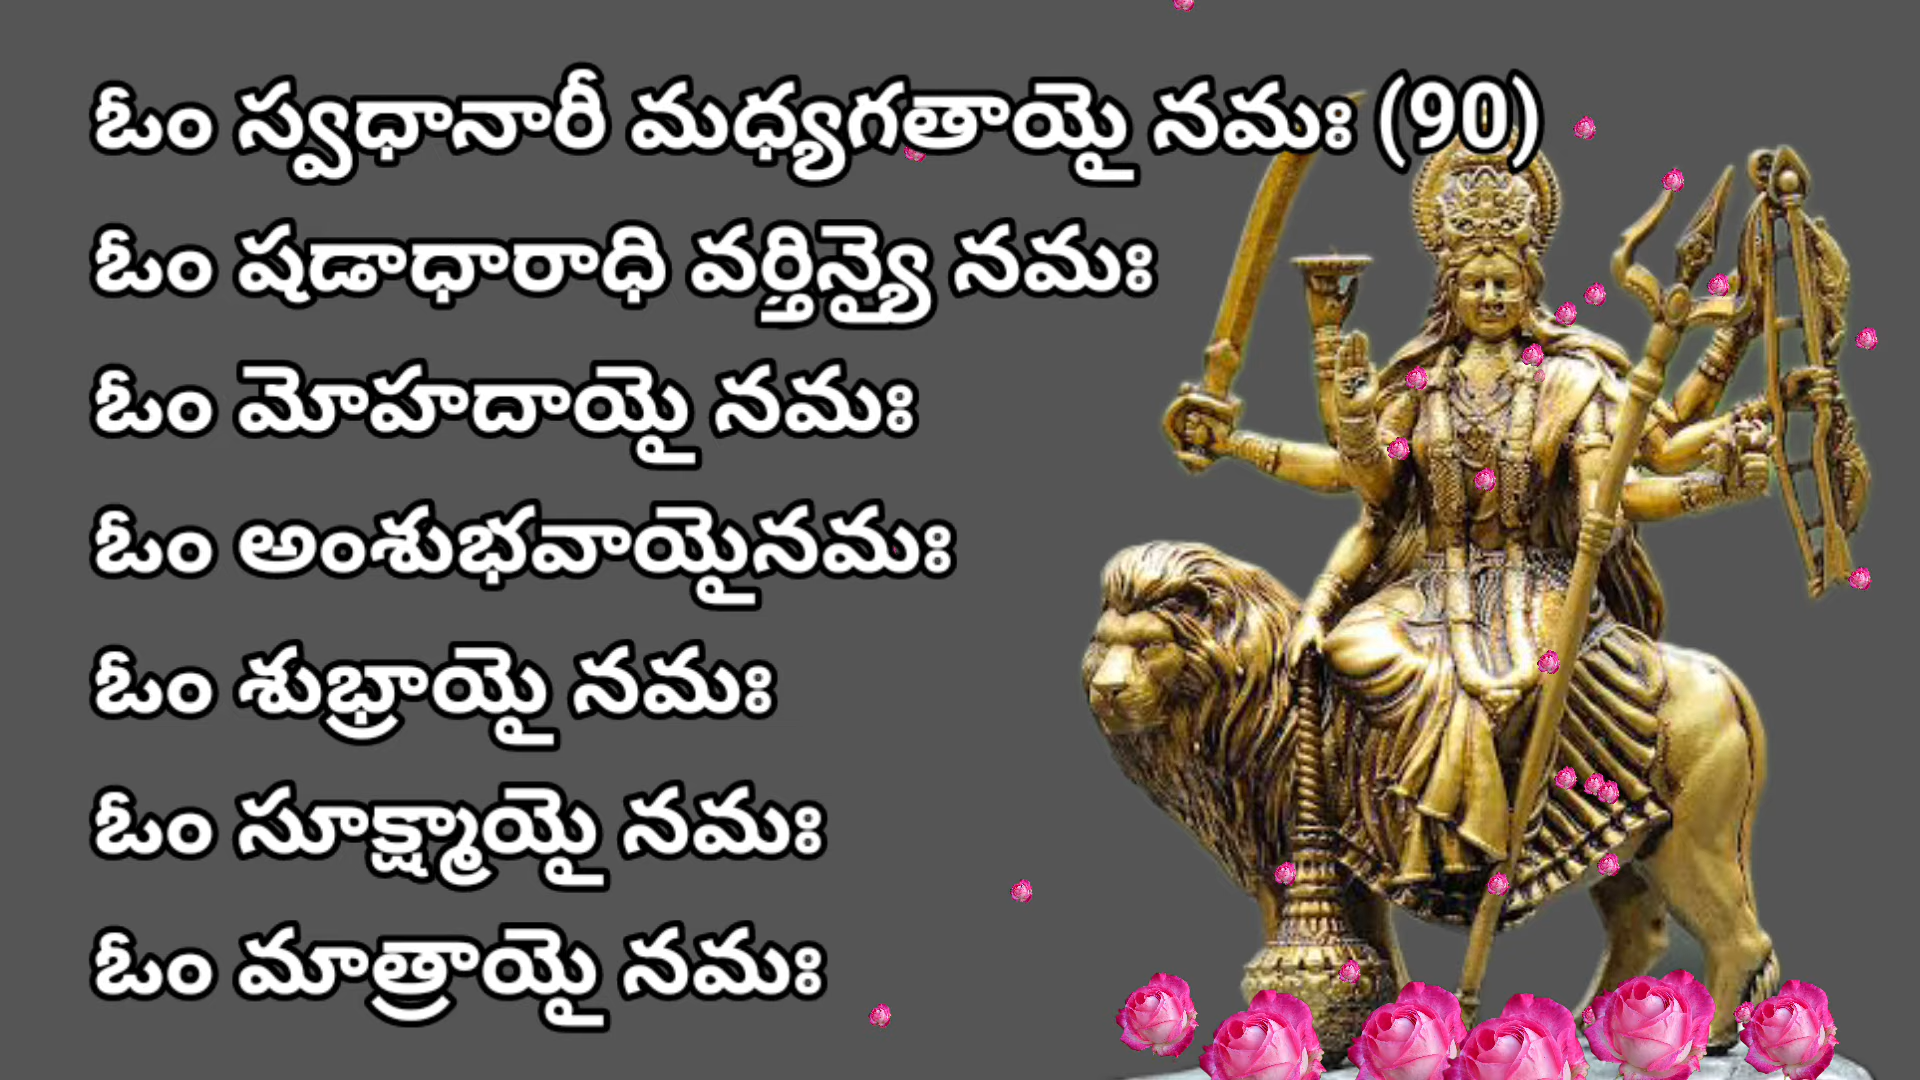 ఓం స్వధానారీ మధ్యగతాయై నమః (90)
ఓం షడాధారాధి వర్తిన్యై నమః
ఓం మోహదాయై నమః
ఓం అంశుభవాయైనమః
ఓం శుభ్రాయై నమః
ఓం సూక్ష్మాయై నమః
ఓం మాత్రాయై నమః